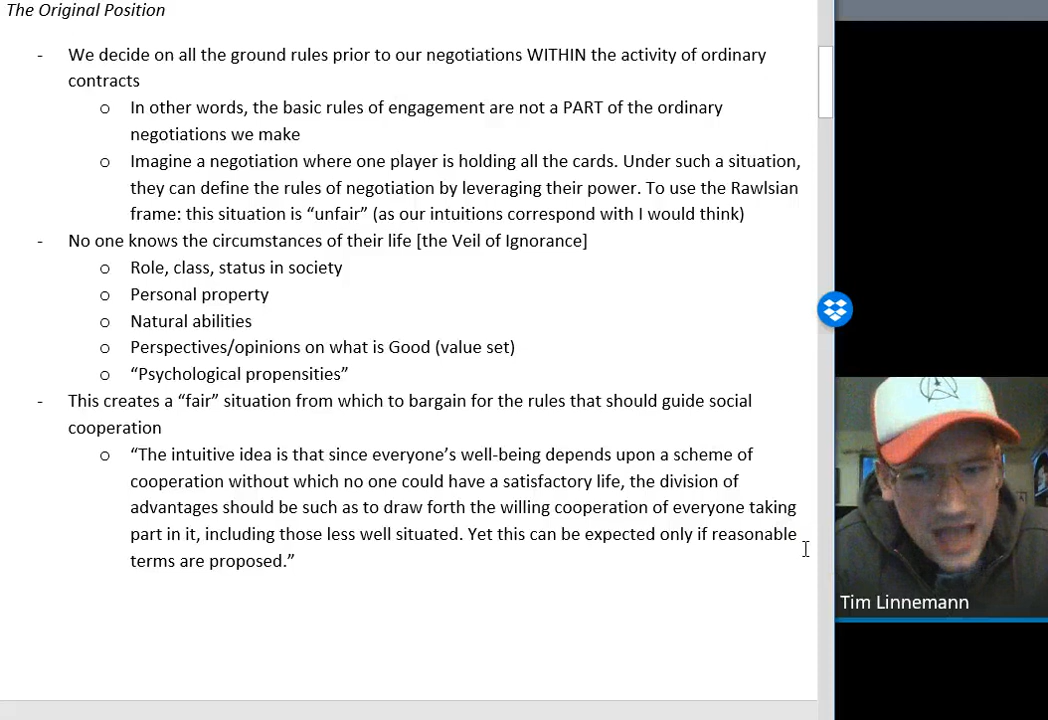 The Original Position
- We decide on all the ground rules prior to our negotiations WITHIN the activity of ordinary
contracts
o In other words, the basic rules of engagement are not a PART of the ordinary
negotiations we make
o Imagine a negotiation where one player is holding all the cards. Under such a situation,
they can define the rules of negotiation by leveraging their power. To use the Rawlsian
frame: this situation is “unfair” (as our intuitions correspond with I would think)
- No one knows the circumstances of their life [the Veil of Ignorance]
o Role, class, status in society
o Personal property
o Natural abilities
o Perspectives/opinions on what is Good (value set)
o “Psychological propensities”
- This creates a “fair” situation from which to bargain for the rules that should guide social
cooperation
o “The intuitive idea is that since everyone’s well-being depends upon a scheme of
cooperation without which no one could have a satisfactory life, the division of
advantages should be such as to draw forth the willing cooperation of everyone taking
part in it, including those less well situated. Yet this can be expected only if reasonable
terms are proposed.”
Tim Linnemann